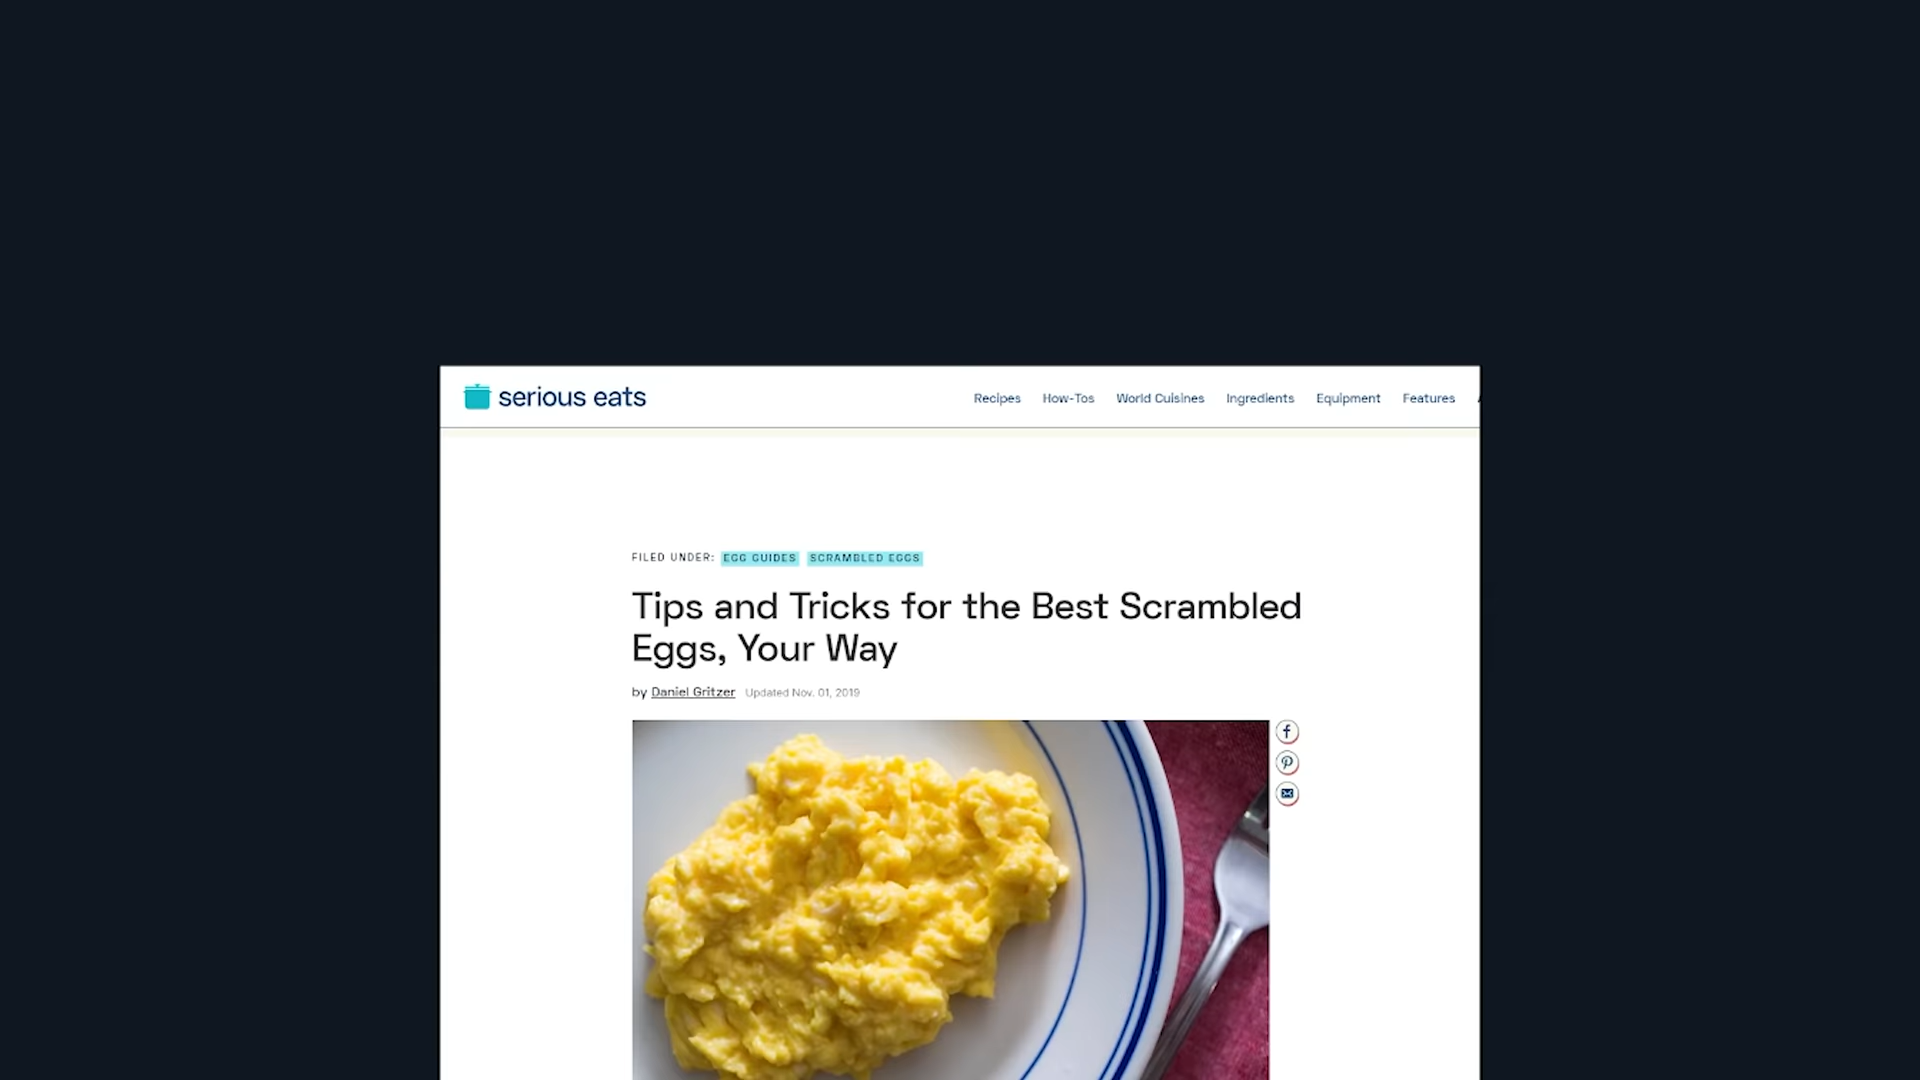 serious eats
Recipes How-Tos World Cuisines Ingredients Equipment Features
FILED UNDER: EGG GUIDES SCRAMBLED EGGS
Tips and Tricks for the Best Scrambled
Eggs, Your Way
by Daniel Gritzer Updated Nov. 01, 2019